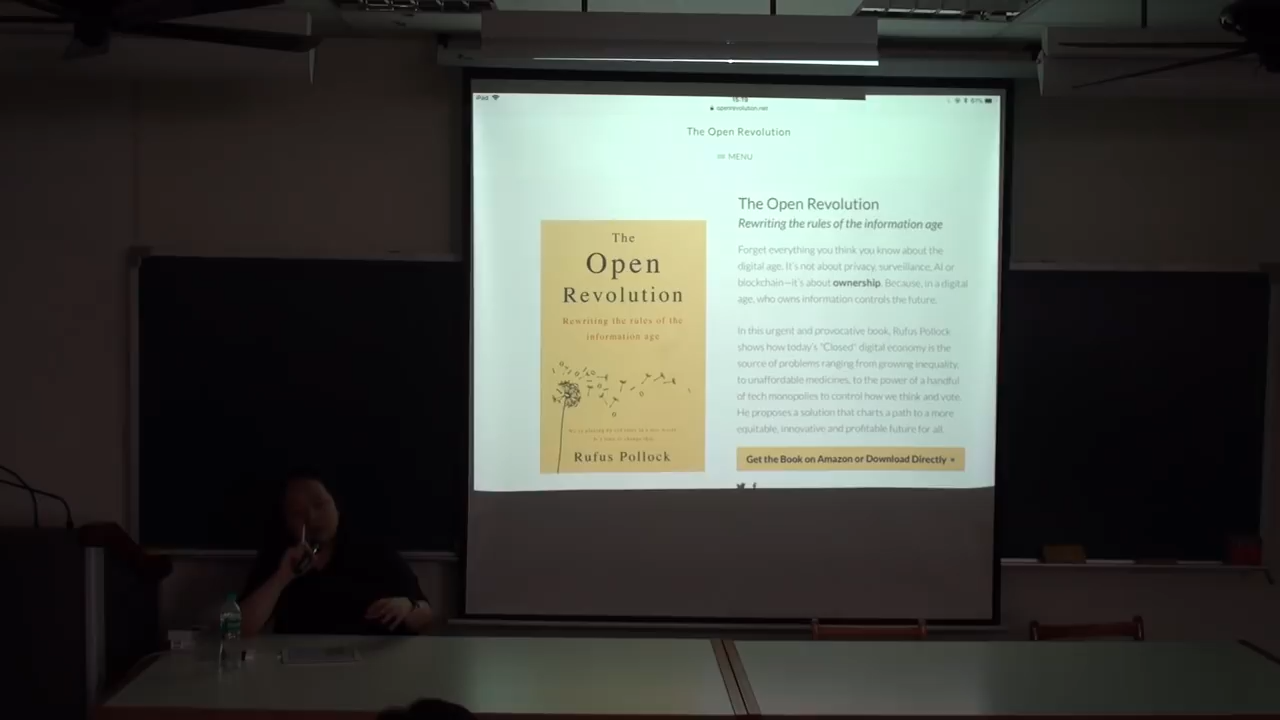 iPad
15:19
openrevolution.net
61%
The Open Revolution
MENU
The
Open
Revolution
Rewriting the rules of the
information age
Rufus Pollock
The Open Revolution
Rewriting the rules of the information age
Forget everything you think you know about the
digital age. It's not about privacy, surveillance, AI or
blockchain—it's about ownership. Because, in a digital
age, who owns information controls the future.
In this urgent and provocative book, Rufus Pollock
shows how today's "Closed" digital economy is the
source of problems ranging from growing inequality,
to unaffordable medicines, to the power of a handful
of tech monopolies to control how we think and vote.
He proposes a solution that charts a path to a more
equitable, innovative and profitable future for all.
Get the Book on Amazon or Download Directly »